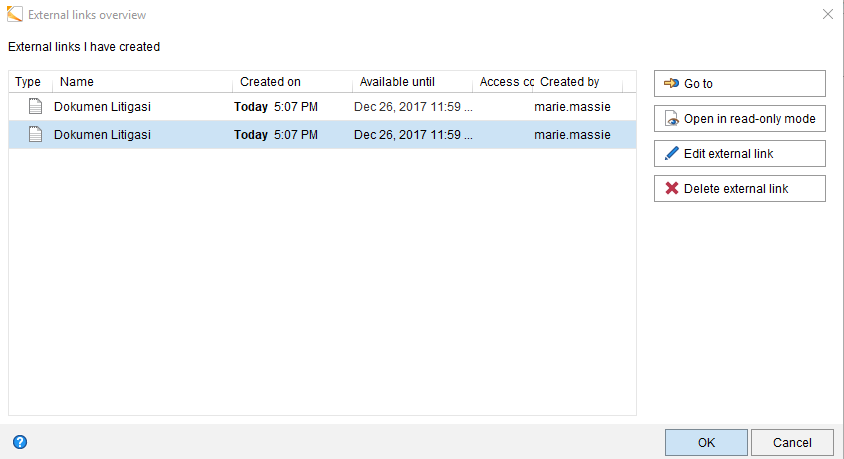 External links overview
External links I have created
Type Name Created on Available until Access cc Created by
Dokumen Litigasi Today 5:07 PM Dec 26, 2017 11:59 ... marie.massie
Dokumen Litigasi Today 5:07 PM Dec 26, 2017 11:59 ... marie.massie
Go to
Open in read-only mode
Edit external link
Delete external link
? OK Cancel